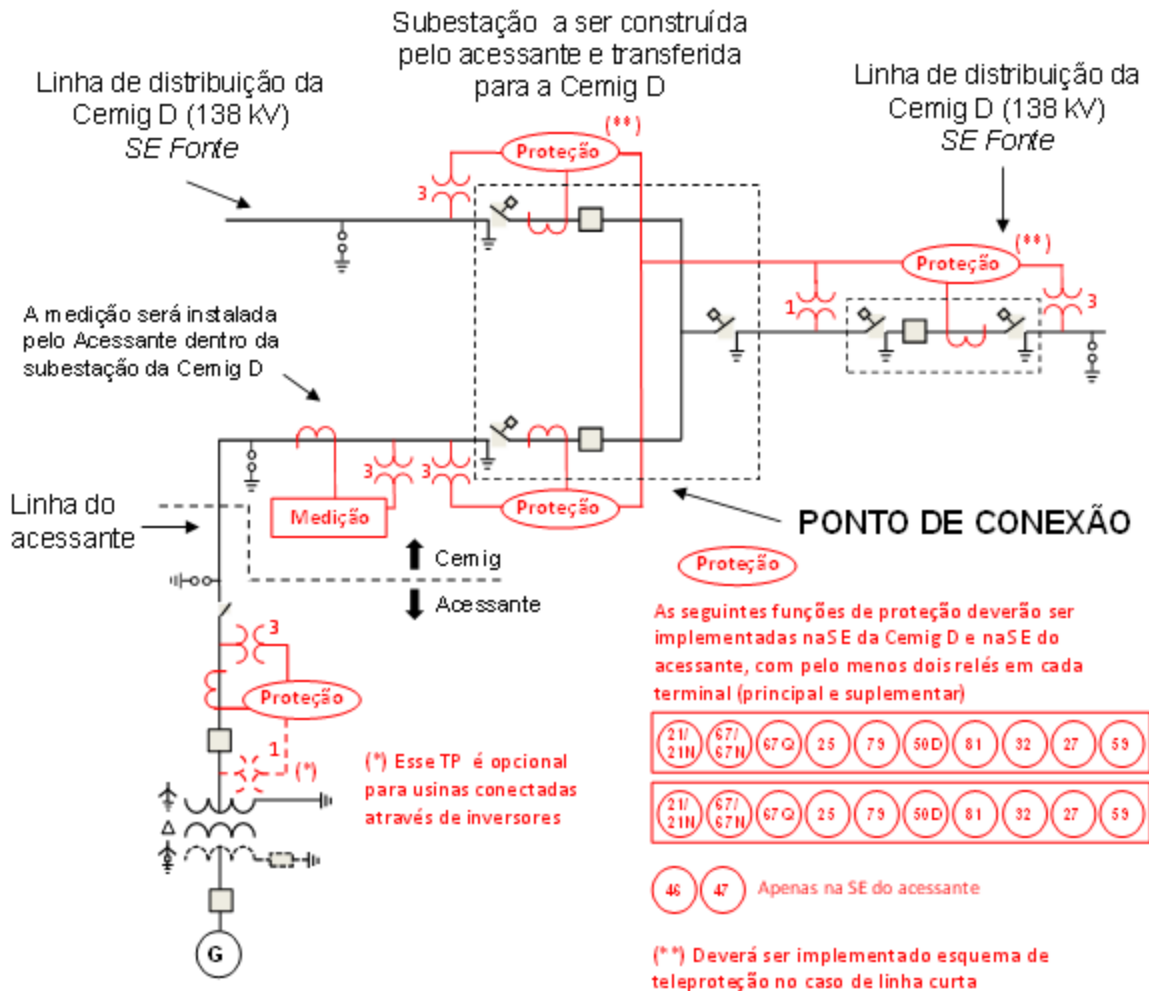 Subestação a ser construída
pelo acessante e transferida
para a Cemig D
Linha de distribuição da
Cemig D (138 kV)
SE Fonte
Linha de distribuição da
Cemig D (138 kV)
SE Fonte
(**)
Proteção
3
(**)
Proteção
1
3
A medição será instalada
pelo Acessante dentro da
subestação da Cemig D
3
3
Medição
Proteção
Linha do
acessante
PONTO DE CONEXÃO
Cemig
Acessante
Proteção
As seguintes funções de proteção deverão ser
implementadas na SE da Cemig D e na SE do
acessante, com pelo menos dois relés em cada
terminal (principal e suplementar)
3
Proteção
1
(*)
(*) Esse TP é opcional
para usinas conectadas
através de inversores
21/
21N
67/
67N
67Q
25
79
50D
81
32
27
59
21/
21N
67/
67N
67Q
25
79
50D
81
32
27
59
46
47
Apenas na SE do acessante
G
(**) Deverá ser implementado esquema de
teleproteção no caso de linha curta